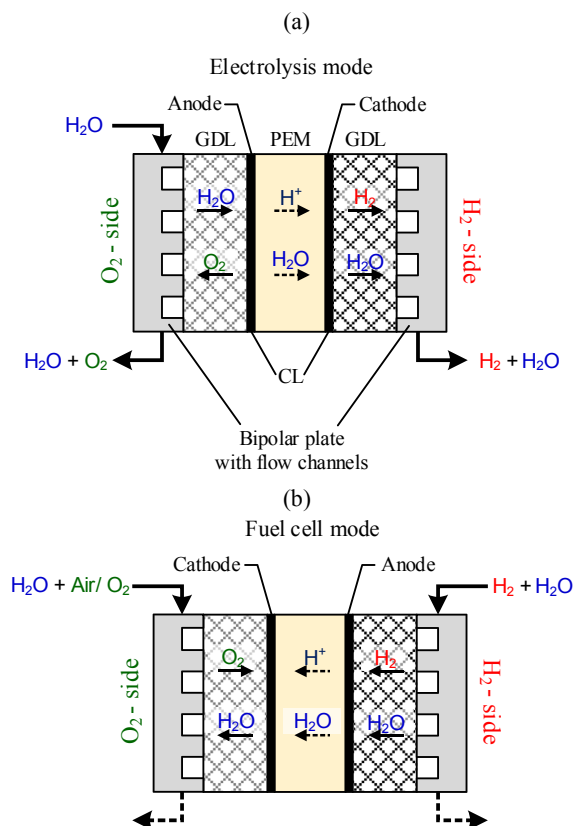 (a)
Electrolysis mode
Anode
Cathode
H₂O
GDL
PEM
GDL
H₂O
H⁺
H₂
O₂
H₂O
H₂O
O₂ - side
H₂ - side
H₂O + O₂
CL
H₂ + H₂O
Bipolar plate
with flow channels
(b)
Fuel cell mode
Cathode
Anode
H₂O + Air/ O₂
H₂ + H₂O
O₂
H⁺
H₂
H₂O
H₂O
H₂O
O₂ - side
H₂ - side